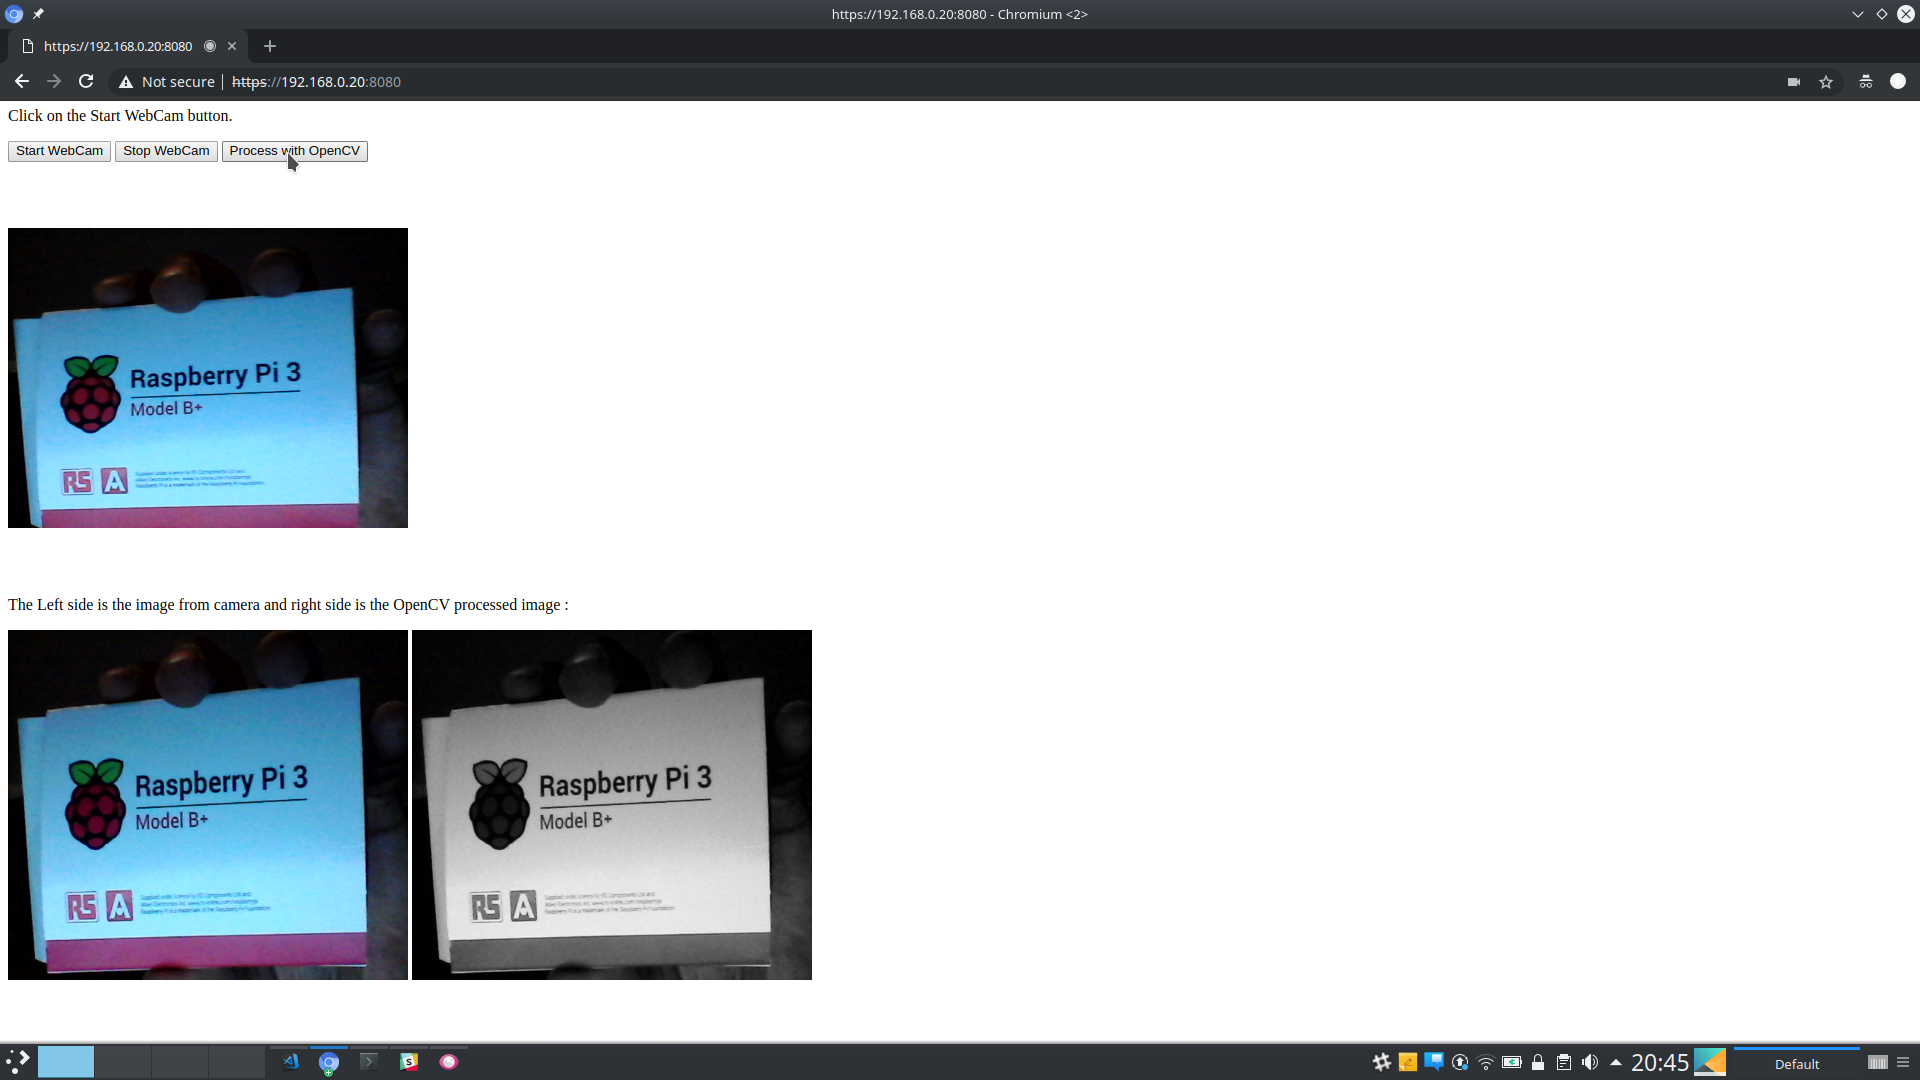 https://192.168.0.20:8080 - Chromium <2>
https://192.168.0.20:8080
Not secure | https://192.168.0.20:8080
Click on the Start WebCam button.
Start WebCam Stop WebCam Process with OpenCV
Raspberry Pi 3
Model B+
RS A
The Left side is the image from camera and right side is the OpenCV processed image :
Raspberry Pi 3
Model B+
RS A
Raspberry Pi 3
Model B+
RS A
20:45
Default